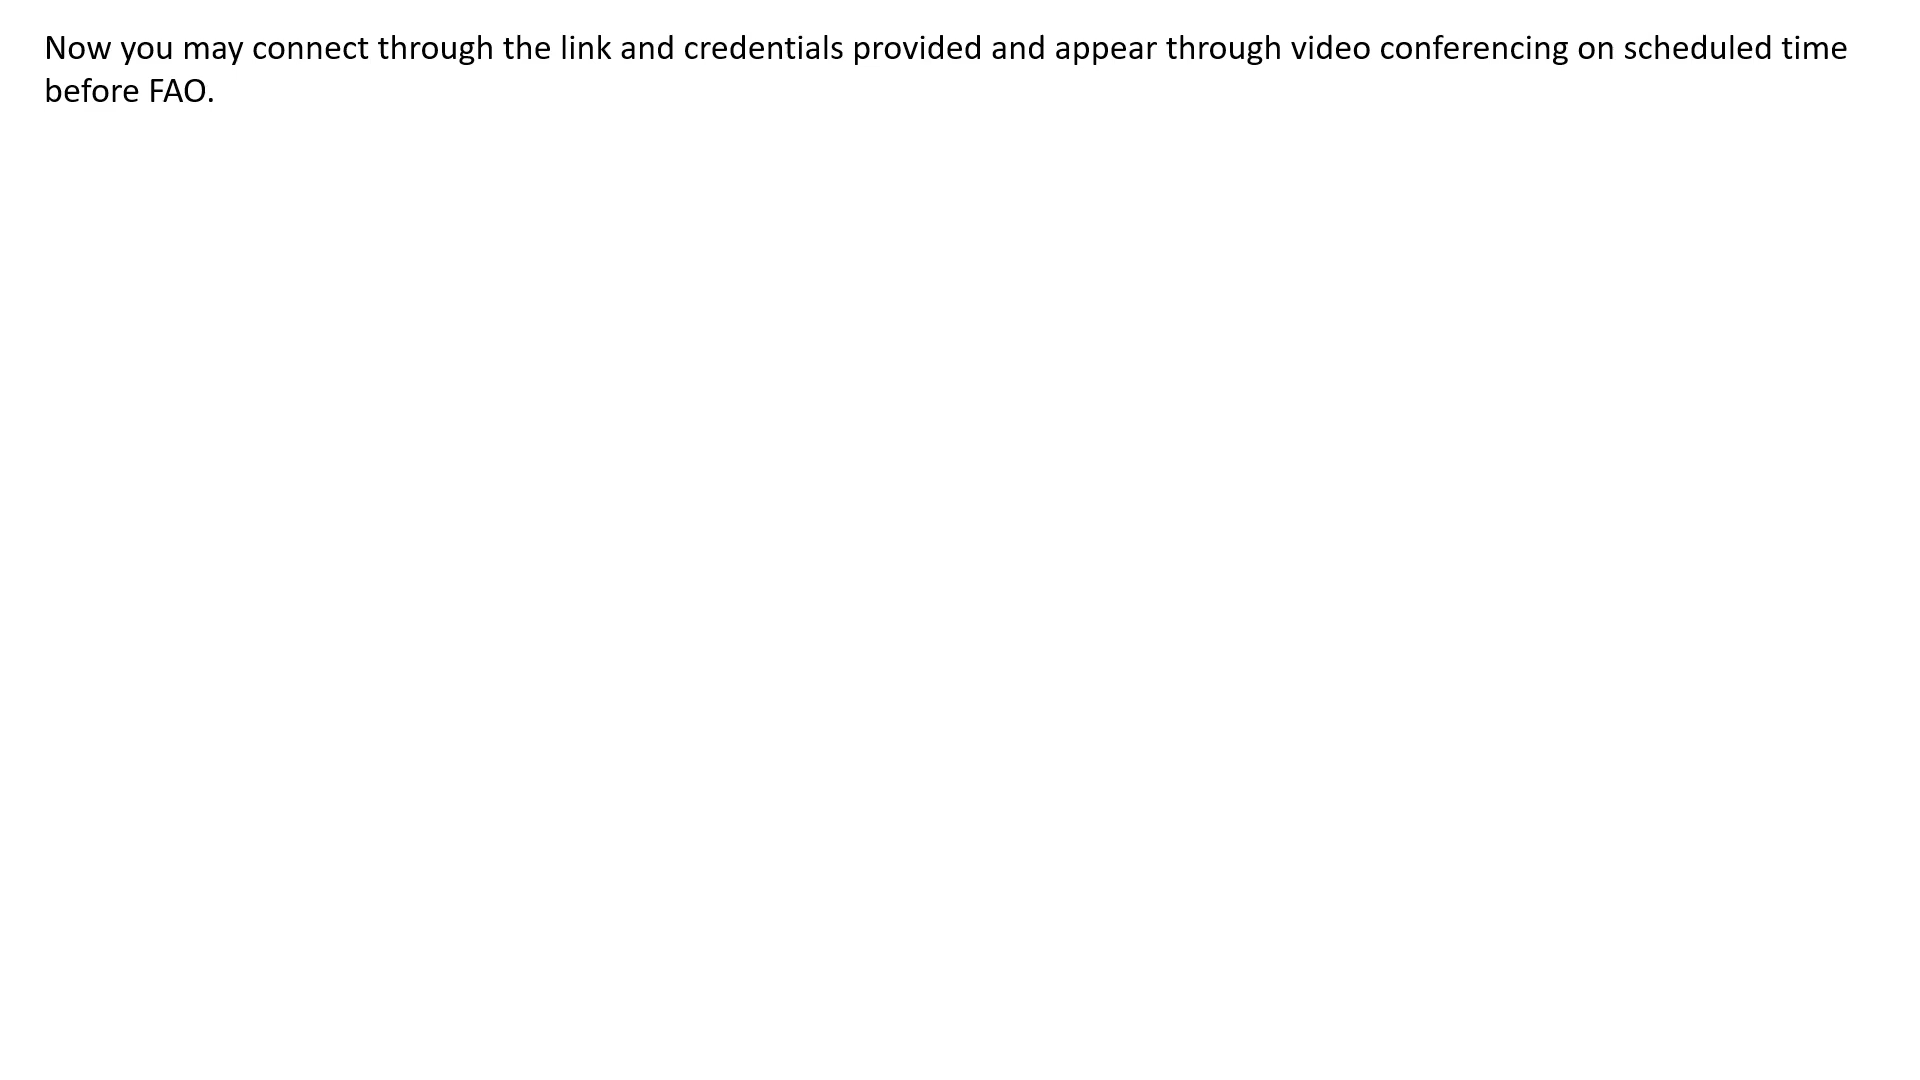 Now you may connect through the link and credentials provided and appear through video conferencing on scheduled time
before FAO.